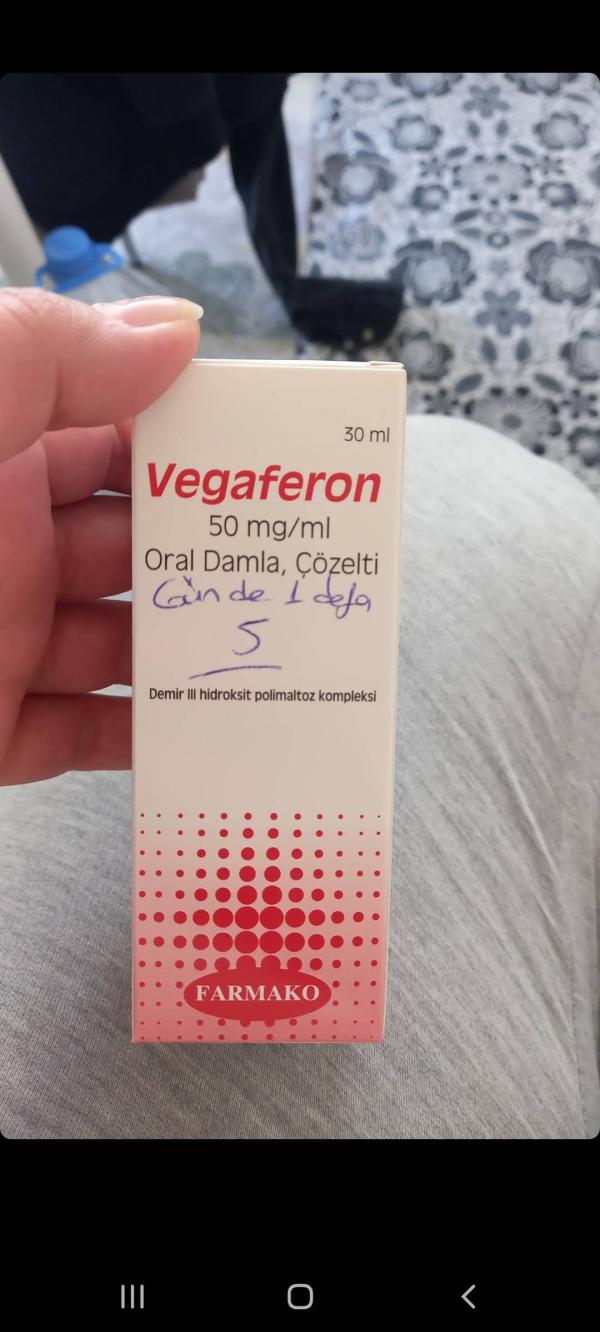 30 ml
Vegaferon
50 mg/ml
Oral Damla, Çözelti
Günde 1 defa
5
Demir III hidroksit polimaltoz kompleksi
FARMAKO